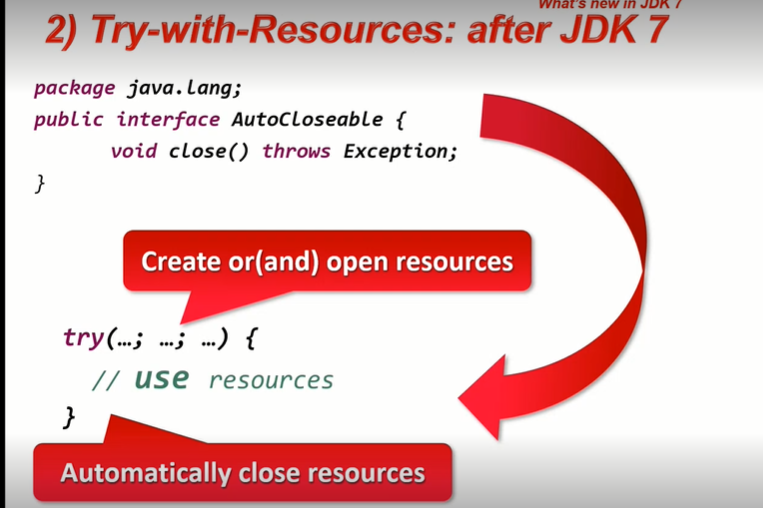 What's new in JDK 7
2) Try-with-Resources: after JDK 7
package java.lang;
public interface AutoCloseable {
void close() throws Exception;
}
Create or(and) open resources
try(…; …; …) {
// use resources
}
Automatically close resources